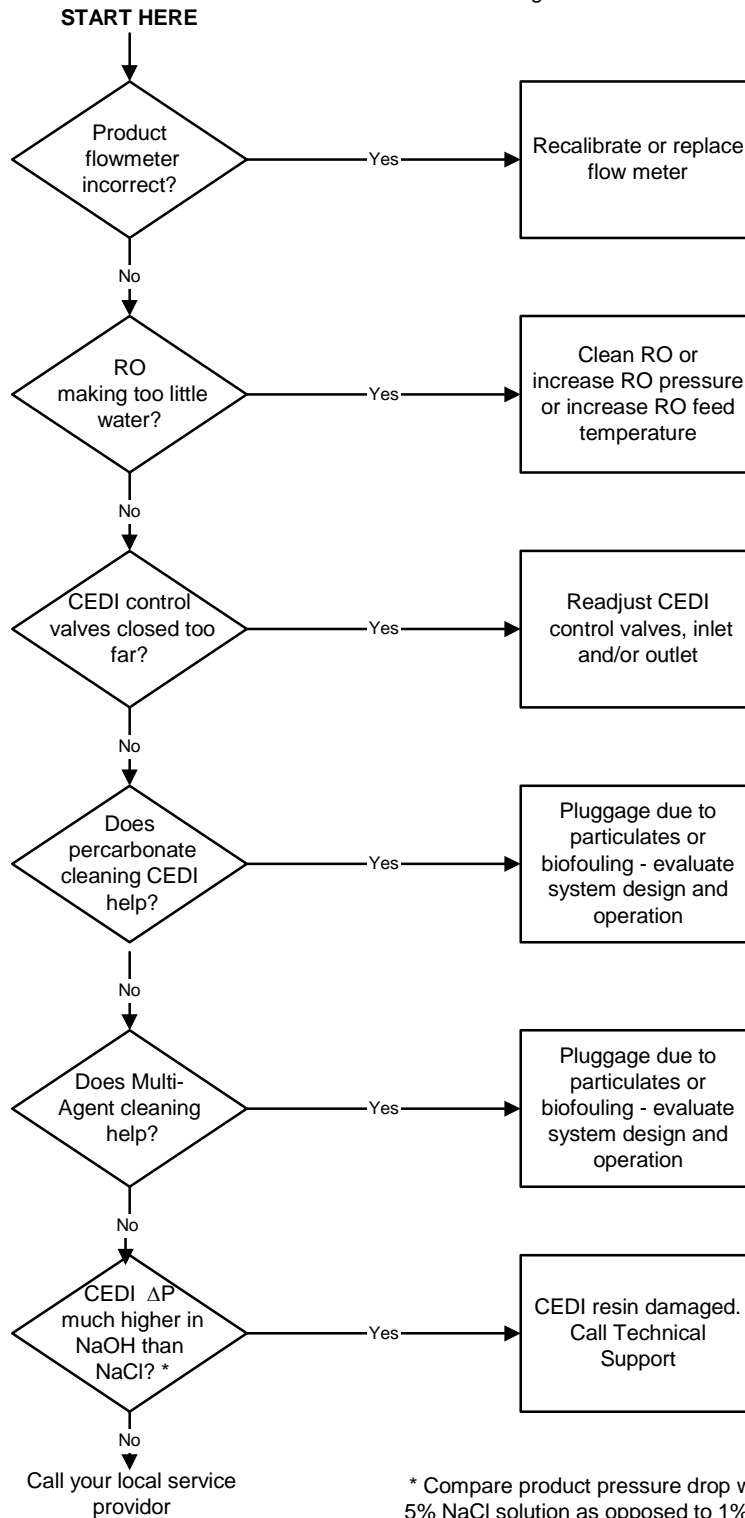 START HERE
Product
flowmeter
incorrect?
Yes
Recalibrate or replace
flow meter
No
RO
making too little
water?
Yes
Clean RO or
increase RO pressure
or increase RO feed
temperature
No
CEDI control
valves closed too
far?
Yes
Readjust CEDI
control valves, inlet
and/or outlet
No
Does
percarbonate
cleaning CEDI
help?
Yes
Pluggage due to
particulates or
biofouling - evaluate
system design and
operation
No
Does Multi-
Agent cleaning
help?
Yes
Pluggage due to
particulates or
biofouling - evaluate
system design and
operation
No
CEDI ΔP
much higher in
NaOH than
NaCl? *
Yes
CEDI resin damaged.
Call Technical
Support
No
Call your local service
providor
* Compare product pressure drop
5% NaCl solution as opposed to 1%